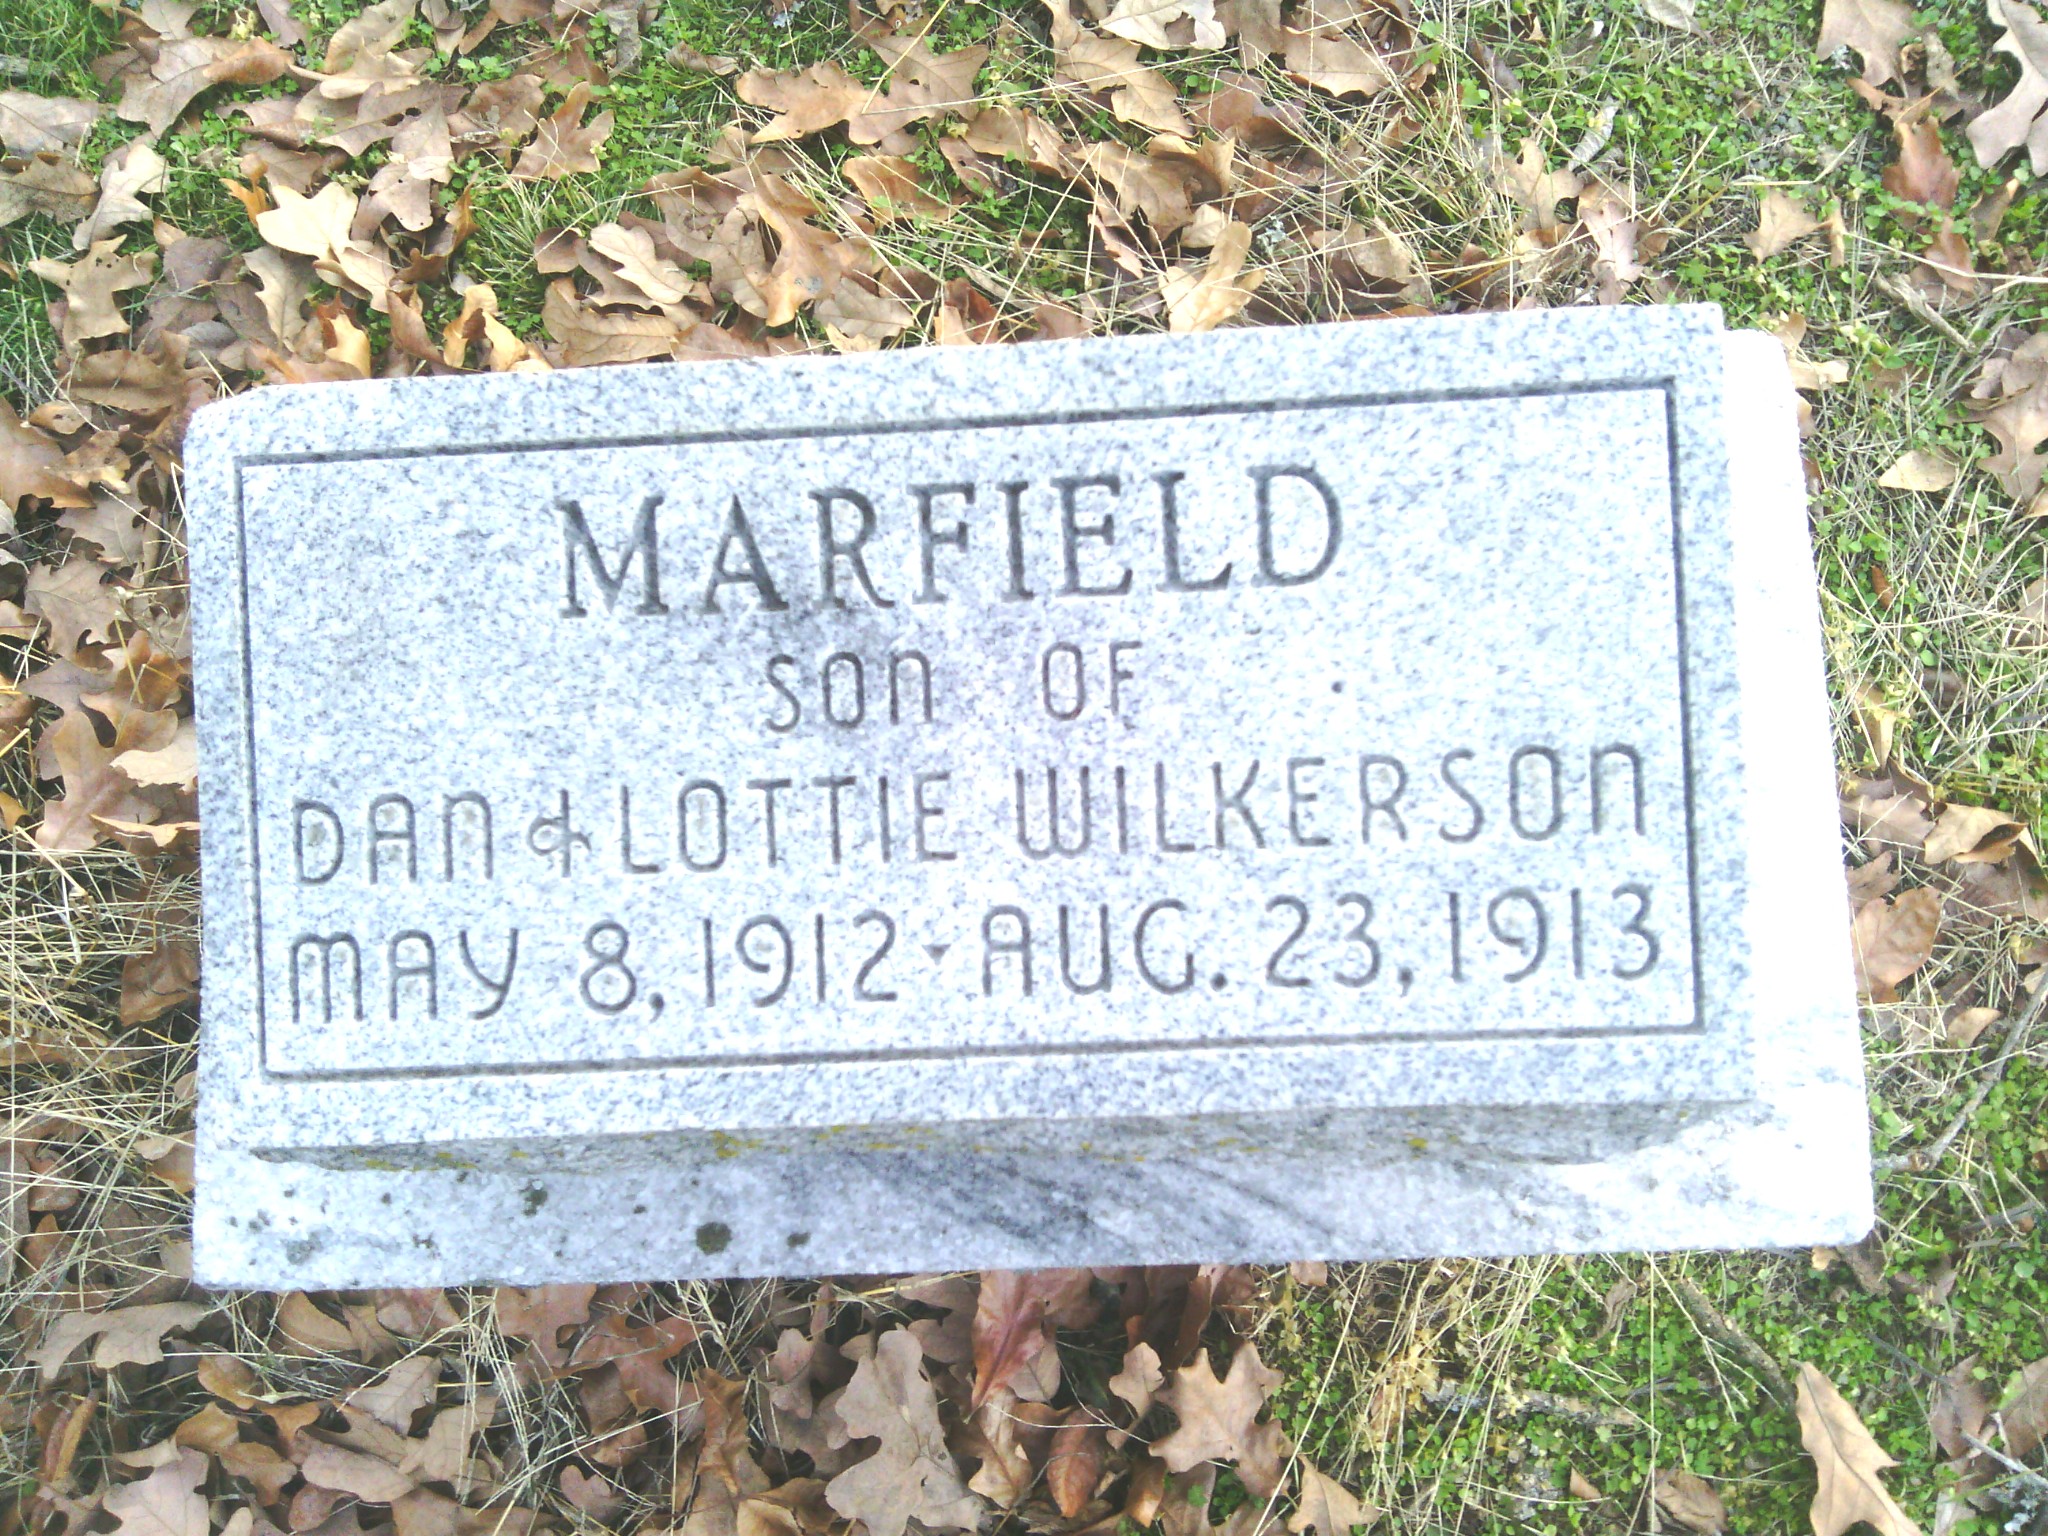 MARFIELD
SON OF
DAN & LOTTIE WILKERSON
MAY 8, 1912 - AUG. 23, 1913